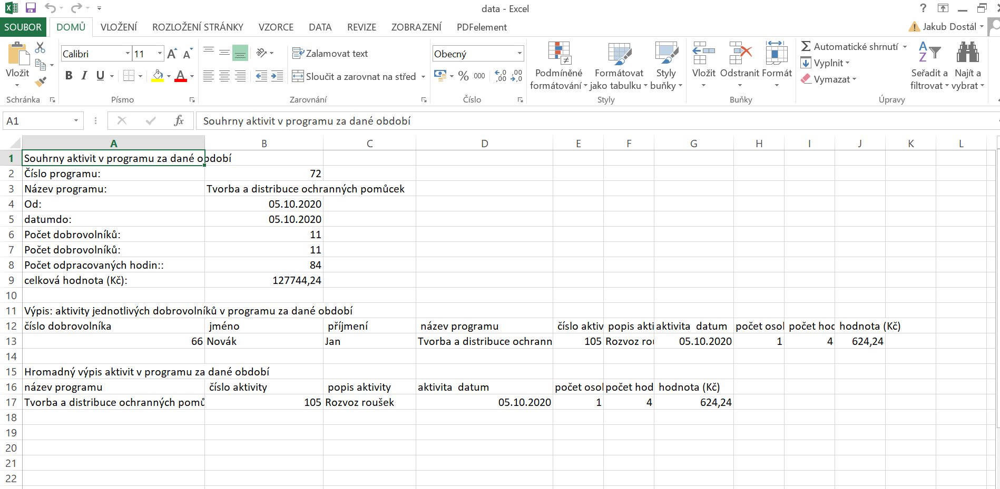 data - Excel
?
SOUBOR DOMŮ VLOŽENÍ ROZLOŽENÍ STRÁNKY VZORCE DATA REVIZE ZOBRAZENÍ PDFelement Jakub Dostál
Vložit
Calibri 11
B I U
Zalamovat text
Sloučit a zarovnat na střed
Obecný
% 000
Podmíněné formátování
Formátovat jako tabulku
Styly buňky
Vložit Odstranit Formát
Automatické shrnutí
Vyplnit
Vymazat
Seřadit a filtrovat
Najít a vybrat
Schránka Písmo Zarovnání Číslo Styly Buňky Úpravy
A1 fx Souhrny aktivit v programu za dané období
A B C D E F G H I J K L
1 Souhrny aktivit v programu za dané období
2 Číslo programu: 72
3 Název programu: Tvorba a distribuce ochranných pomůcek
4 Od: 05.10.2020
5 datumdo: 05.10.2020
6 Počet dobrovolníků: 11
7 Počet dobrovolníků: 11
8 Počet odpracovaných hodin:: 84
9 celková hodnota (Kč): 127744,24
10
11 Výpis: aktivity jednotlivých dobrovolníků v programu za dané období
12 číslo dobrovolníka jméno příjmení název programu číslo aktiv popis akti aktivita datum počet osol počet hod hodnota (Kč)
13 66 Novák Jan Tvorba a distribuce ochrann 105 Rozvoz rou 05.10.2020 1 4 624,24
14
15 Hromadný výpis aktivit v programu za dané období
16 název programu číslo aktivity popis aktivity aktivita datum počet osol počet hod hodnota (Kč)
17 Tvorba a distribuce ochranných pomů 105 Rozvoz roušek 05.10.2020 1 4 624,24
18
19
20
21
22